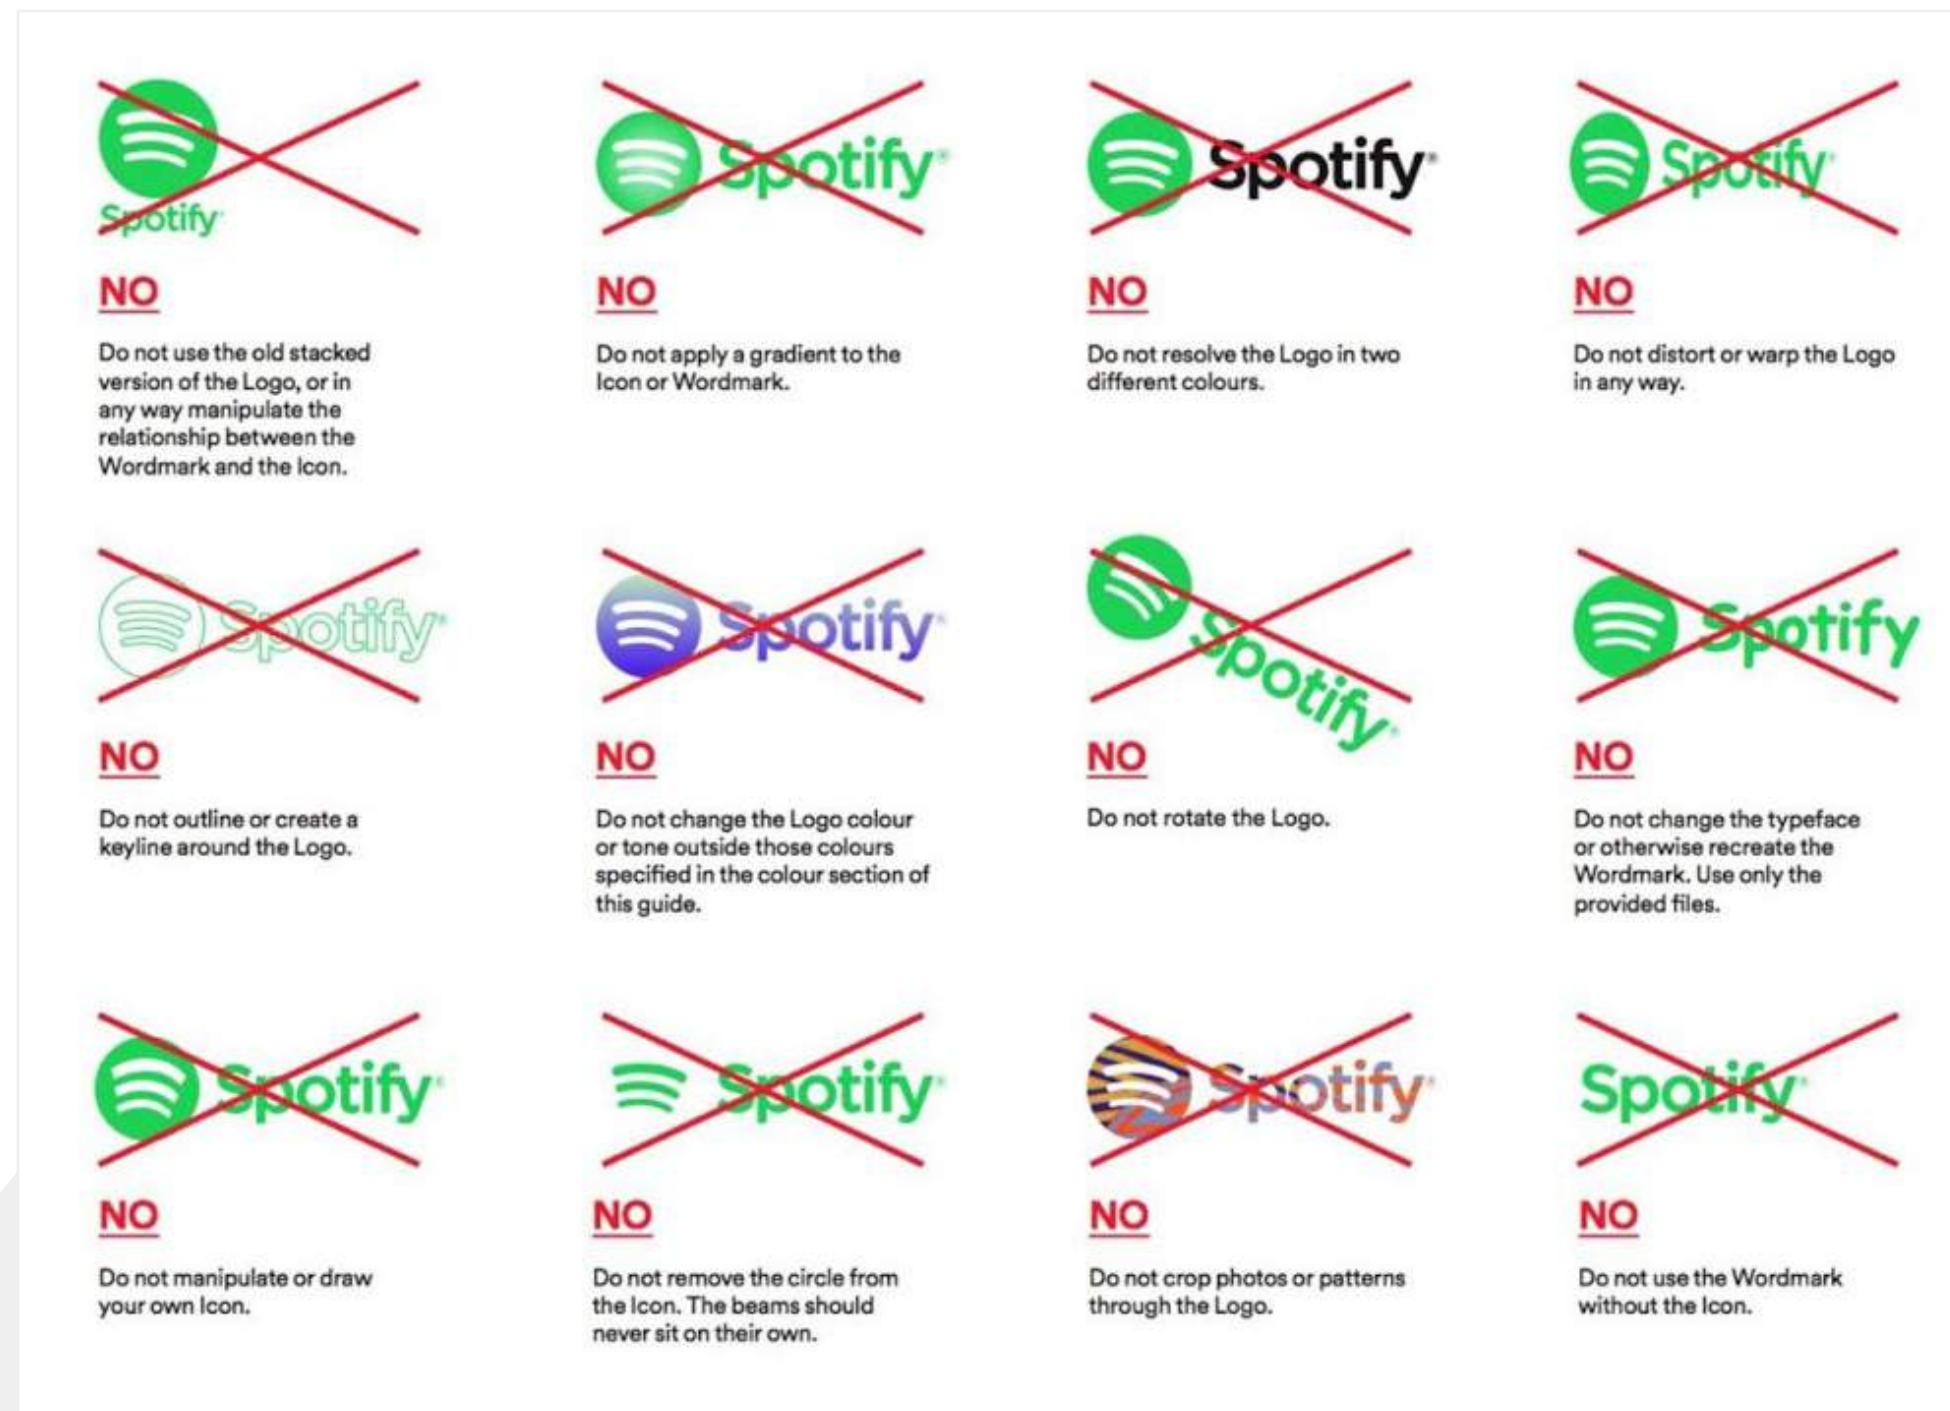 Spotify
NO
Do not use the old stacked
version of the Logo, or in
any way manipulate the
relationship between the
Wordmark and the Icon.
Spotify
NO
Do not apply a gradient to the
Icon or Wordmark.
Spotify
NO
Do not resolve the Logo in two
different colours.
Spotify
NO
Do not distort or warp the Logo
in any way.
Spotify
NO
Do not outline or create a
keyline around the Logo.
Spotify
NO
Do not change the Logo colour
or tone outside those colours
specified in the colour section of
this guide.
Spotify
NO
Do not rotate the Logo.
Spotify
NO
Do not change the typeface
or otherwise recreate the
Wordmark. Use only the
provided files.
Spotify
NO
Do not manipulate or draw
your own Icon.
Spotify
NO
Do not remove the circle from
the Icon. The beams should
never sit on their own.
Spotify
NO
Do not crop photos or patterns
through the Logo.
Spotify
NO
Do not use the Wordmark
without the Icon.